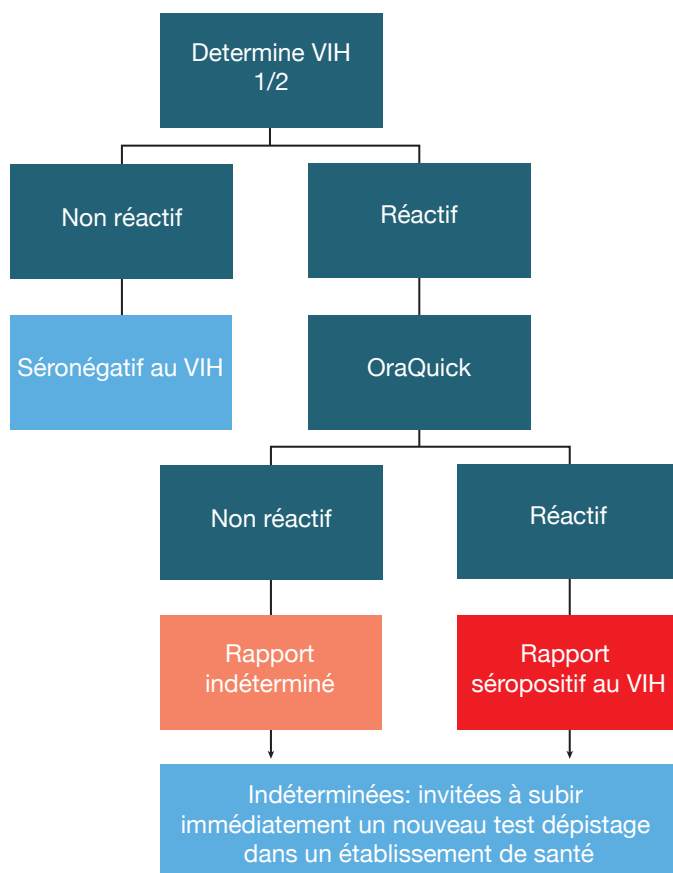 Determine VIH
1/2
Non réactif
Réactif
Séronégatif au VIH
OraQuick
Non réactif
Réactif
Rapport
indéterminé
Rapport
séropositif au VIH
Indéterminées: invitées à subir
immédiatement un nouveau test dépistage
dans un établissement de santé